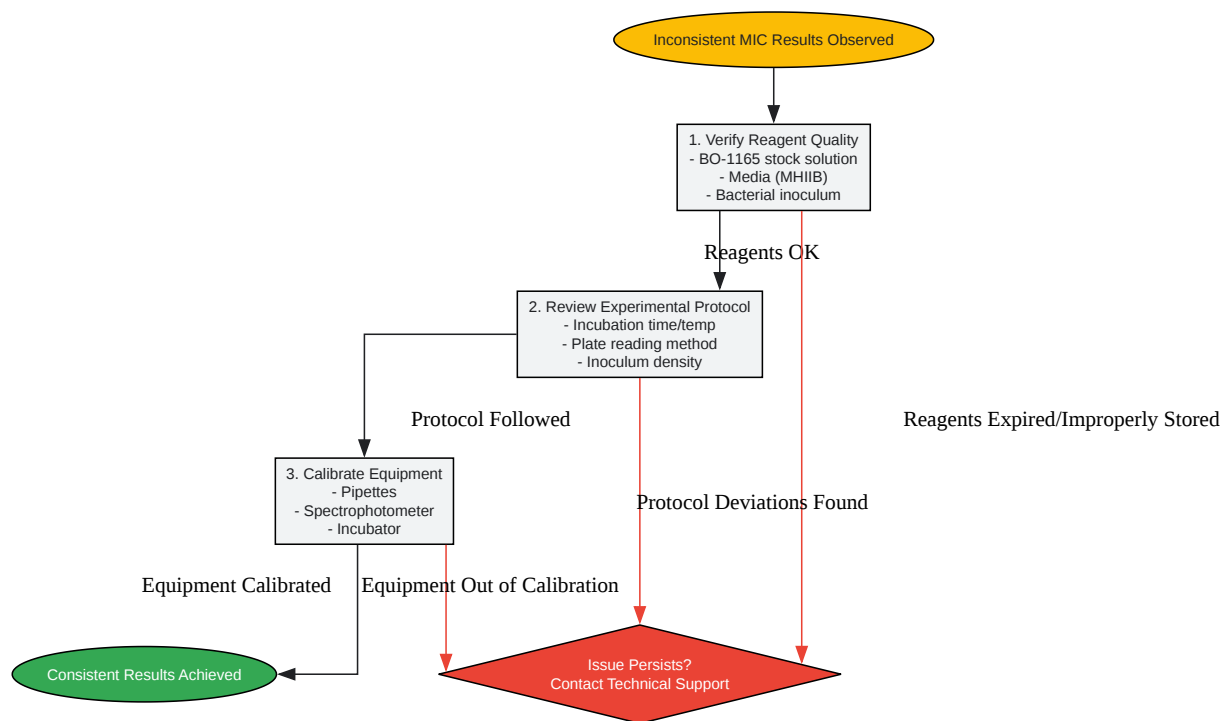 Inconsistent MIC Results Observed
1. Verify Reagent Quality
- BO-1165 stock solution
- Media (MHIIB)
- Bacterial inoculum
Reagents OK
2. Review Experimental Protocol
- Incubation time/temp
- Plate reading method
- Inoculum density
Protocol Followed
Reagents Expired/Improperly Stored
3. Calibrate Equipment
- Pipettes
- Spectrophotometer
- Incubator
Protocol Deviations Found
Equipment Calibrated
Equipment Out of Calibration
Consistent Results Achieved
Issue Persists?
Contact Technical Support